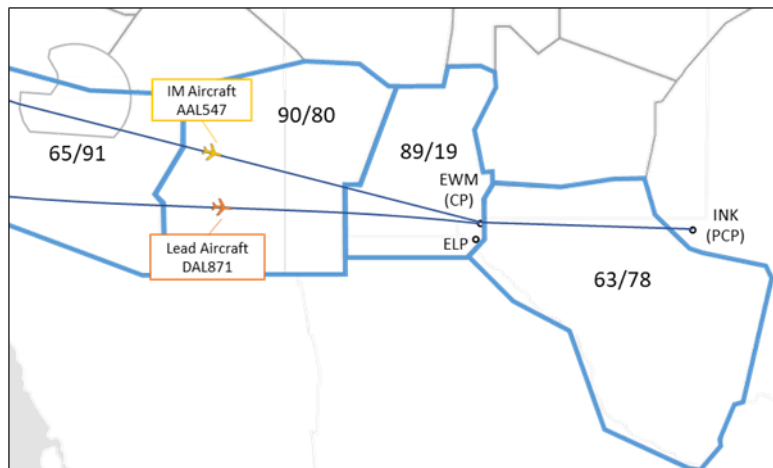 IM Aircraft
AAL547
90/80
65/91
89/19
EWM
(CP)
INK
(PCP)
ELP
Lead Aircraft
DAL871
63/78